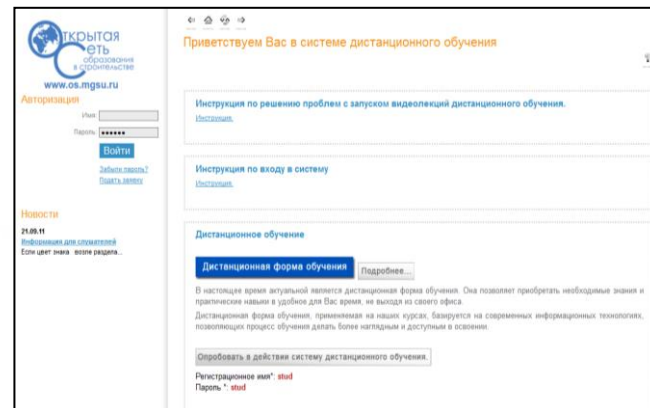 ткрытая
еть
образования
в строительстве
www.os.mgsu.ru
Авторизация
Имя
Пароль ●●●●●●
Войти
Забыли пароль?
Подать заявку
Новости
21.09.11
Информация для слушателей
Если цвет знака возле раздела...
Приветствуем Вас в системе дистанционного обучения
Инструкция по решению проблем с запуском видеолекций дистанционного обучения.
Инструкция.
Инструкция по входу в систему
Инструкция.
Дистанционное обучение
Дистанционная форма обучения Подробнее...
В настоящее время актуальной является дистанционная форма обучения. Она позволяет приобретать необходимые знания и
практические навыки в удобное для Вас время, не выходя из своего офиса.
Дистанционная форма обучения, применяемая на наших курсах, базируется на современных информационных технологиях,
позволяющих процесс обучения делать более наглядным и доступным в освоении.
Опробовать в действии систему дистанционного обучения.
Регистрационное имя*: stud
Пароль *: stud